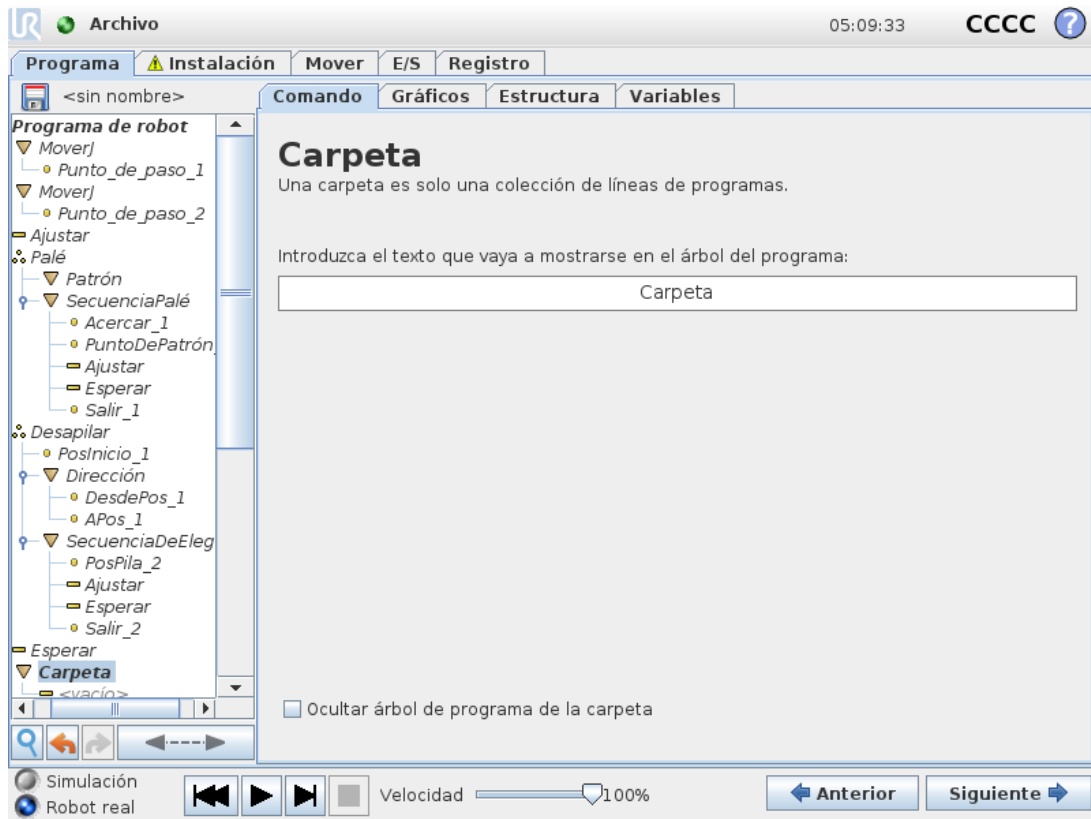 Archivo
05:09:33
CCCC
?
Programa
Instalación
Mover
E/S
Registro
<sin nombre>
Comando
Gráficos
Estructura
Variables
Programa de robot
MoverJ
Punto_de_paso_1
MoverJ
Punto_de_paso_2
Ajustar
Palé
Patrón
SecuenciaPalé
Acercar_1
PuntoDePatrón_
Ajustar
Esperar
Salir_1
Desapilar
PosInicio_1
Dirección
DesdePos_1
APos_1
SecuenciaDeEleg
PosPila_2
Ajustar
Esperar
Salir_2
Esperar
Carpeta
<vacío>
Carpeta
Una carpeta es solo una colección de líneas de programas.
Introduzca el texto que vaya a mostrarse en el árbol del programa:
Carpeta
Ocultar árbol de programa de la carpeta
Simulación
Robot real
Velocidad
100%
Anterior
Siguiente